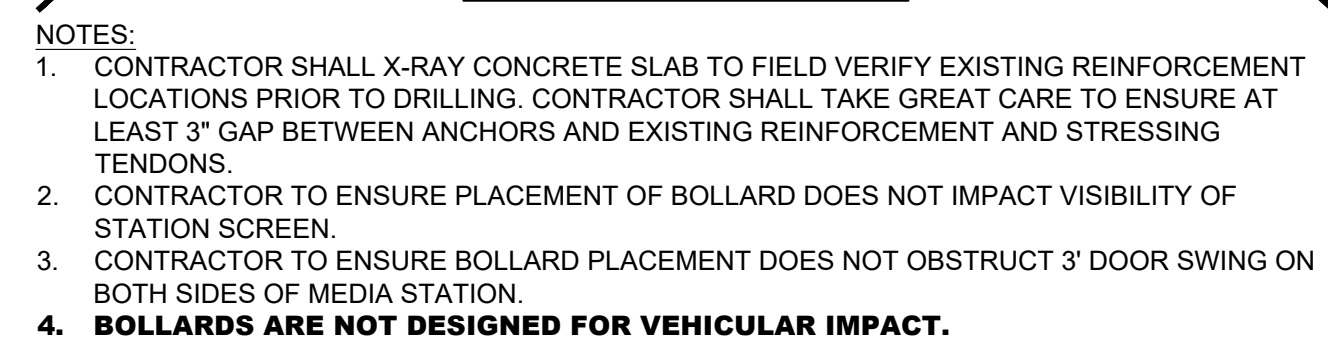 NOTES:
1. CONTRACTOR SHALL X-RAY CONCRETE SLAB TO FIELD VERIFY EXISTING REINFORCEMENT
LOCATIONS PRIOR TO DRILLING. CONTRACTOR SHALL TAKE GREAT CARE TO ENSURE AT
LEAST 3" GAP BETWEEN ANCHORS AND EXISTING REINFORCEMENT AND STRESSING
TENDONS.
2. CONTRACTOR TO ENSURE PLACEMENT OF BOLLARD DOES NOT IMPACT VISIBILITY OF
STATION SCREEN.
3. CONTRACTOR TO ENSURE BOLLARD PLACEMENT DOES NOT OBSTRUCT 3' DOOR SWING ON
BOTH SIDES OF MEDIA STATION.
4. BOLLARDS ARE NOT DESIGNED FOR VEHICULAR IMPACT.